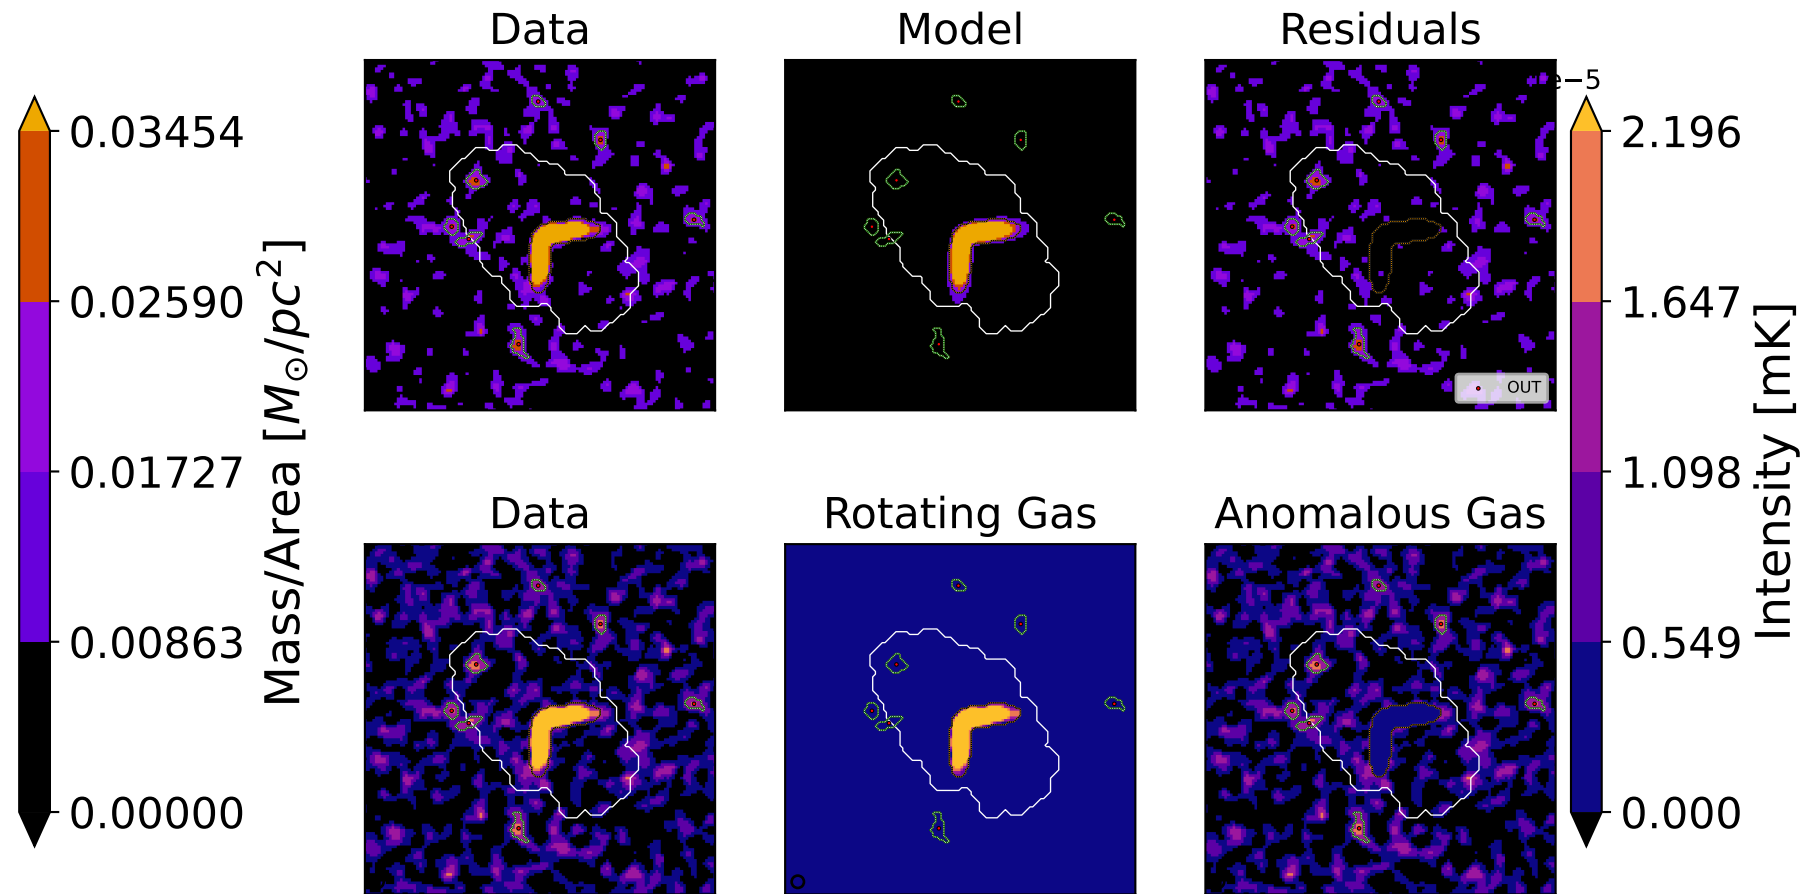 Data
Model
Residuals
e−5
0.03454
0.02590
0.01727
0.00863
0.00000
Mass/Area [M⊙/pc²]
OUT
2.196
1.647
1.098
0.549
0.000
Intensity [mK]
Data
Rotating Gas
Anomalous Gas